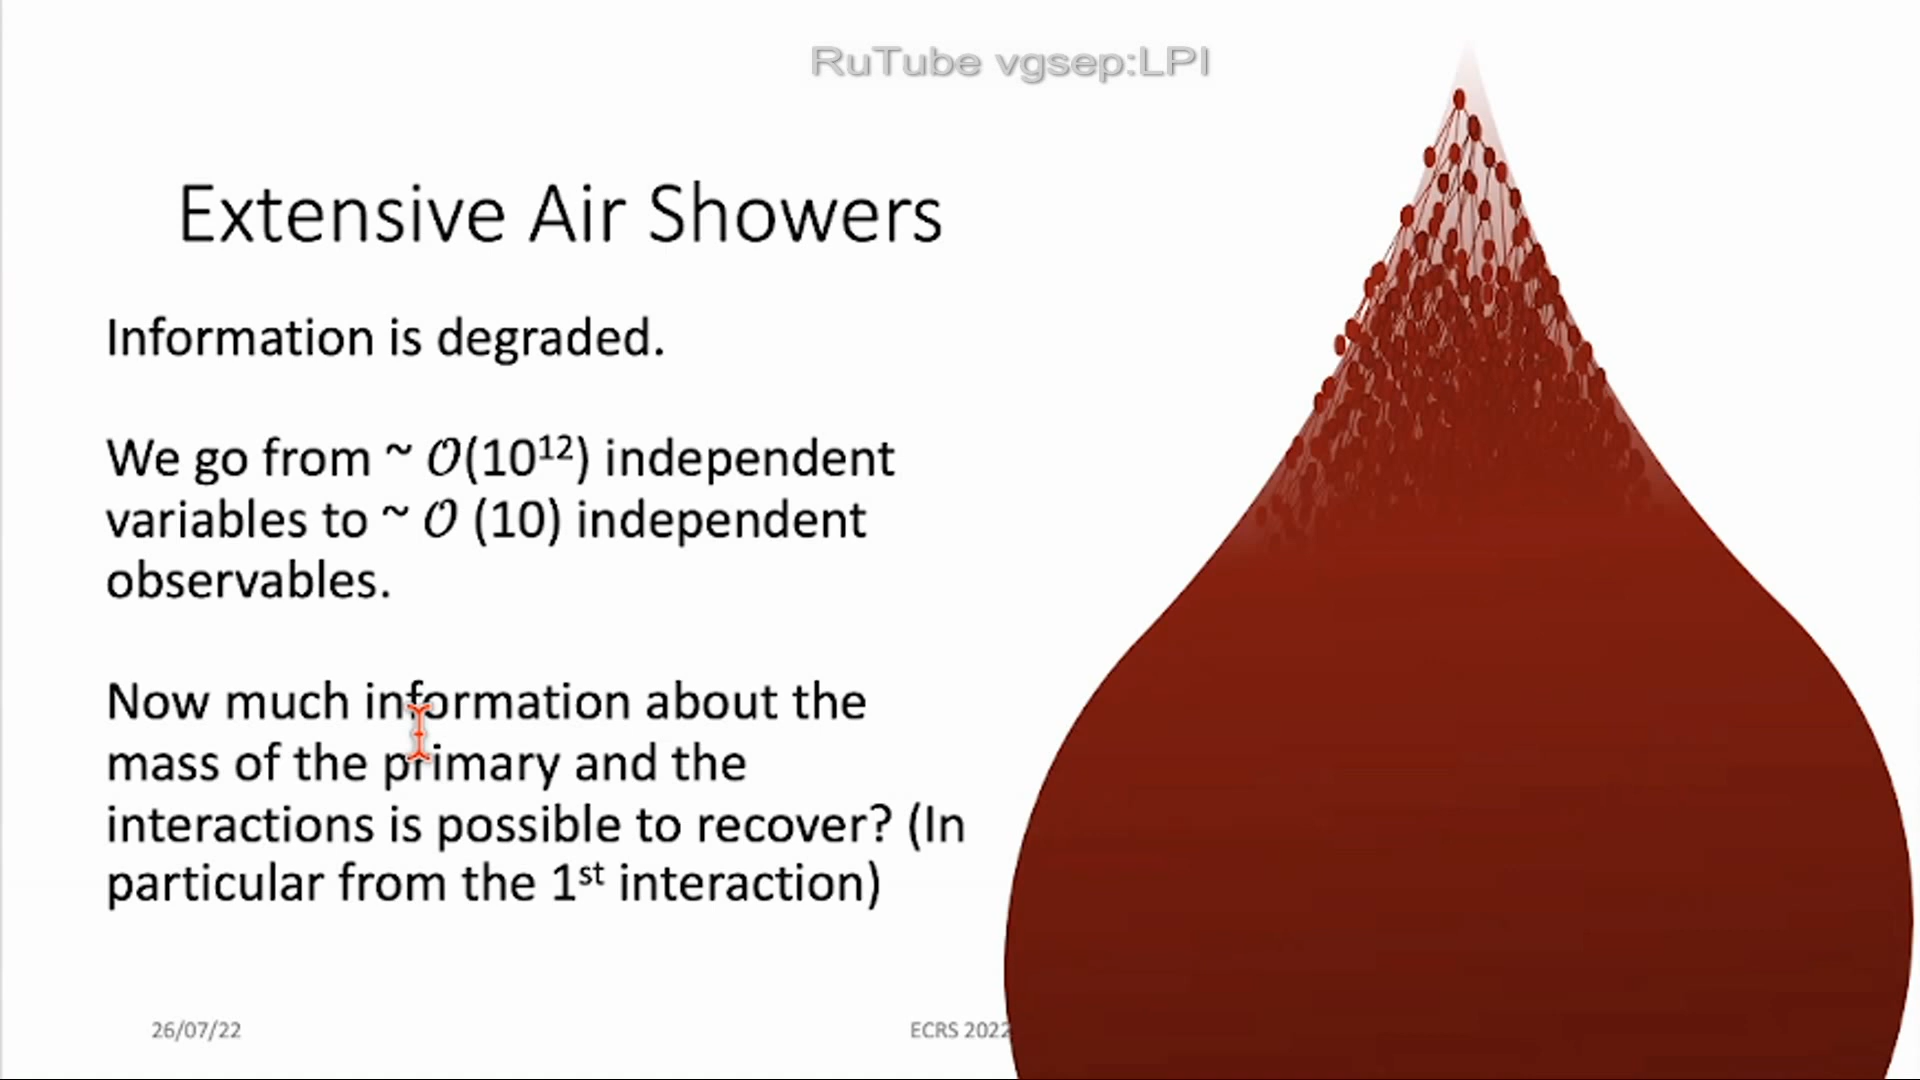 RuTube vgsep:LPI
Extensive Air Showers
Information is degraded.
We go from ~ 𝒪(10¹²) independent
variables to ~ 𝒪 (10) independent
observables.
Now much information about the
mass of the primary and the
interactions is possible to recover? (In
particular from the 1ˢᵗ interaction)
26/07/22
ECRS 2022